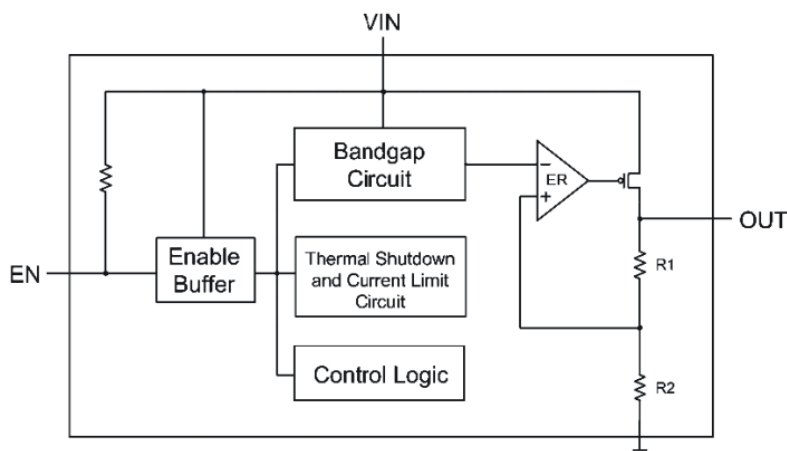 VIN
Bandgap
Circuit
−
ER
+
OUT
EN
Enable
Buffer
Thermal Shutdown
and Current Limit
Circuit
R1
Control Logic
R2